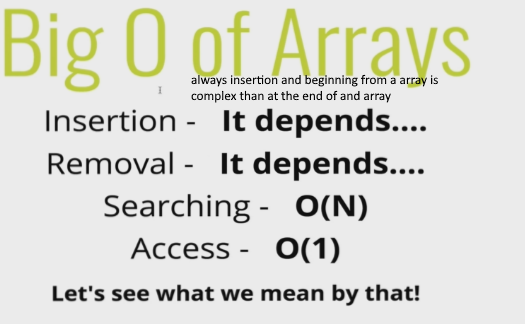 Big O of Arrays
always insertion and beginning from a array is
complex than at the end of and array
Insertion - It depends....
Removal - It depends....
Searching - O(N)
Access - O(1)
Let's see what we mean by that!